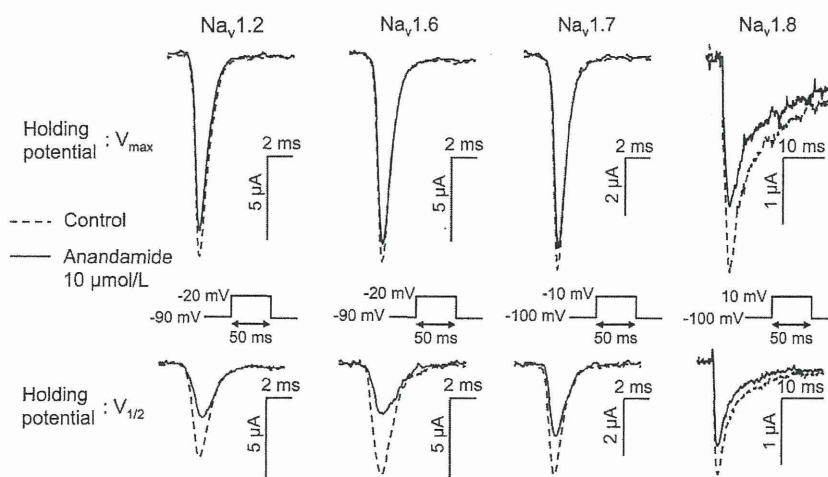 Nav1.2 Nav1.6 Nav1.7 Nav1.8
Holding potential : Vmax
2 ms 2 ms 2 ms 10 ms
5 µA 5 µA 2 µA 1 µA
Control
Anandamide
10 µmol/L
-20 mV -20 mV -10 mV 10 mV
-90 mV -90 mV -100 mV -100 mV
50 ms 50 ms 50 ms 50 ms
Holding potential : V1/2
2 ms 2 ms 2 ms 10 ms
5 µA 5 µA 2 µA 1 µA